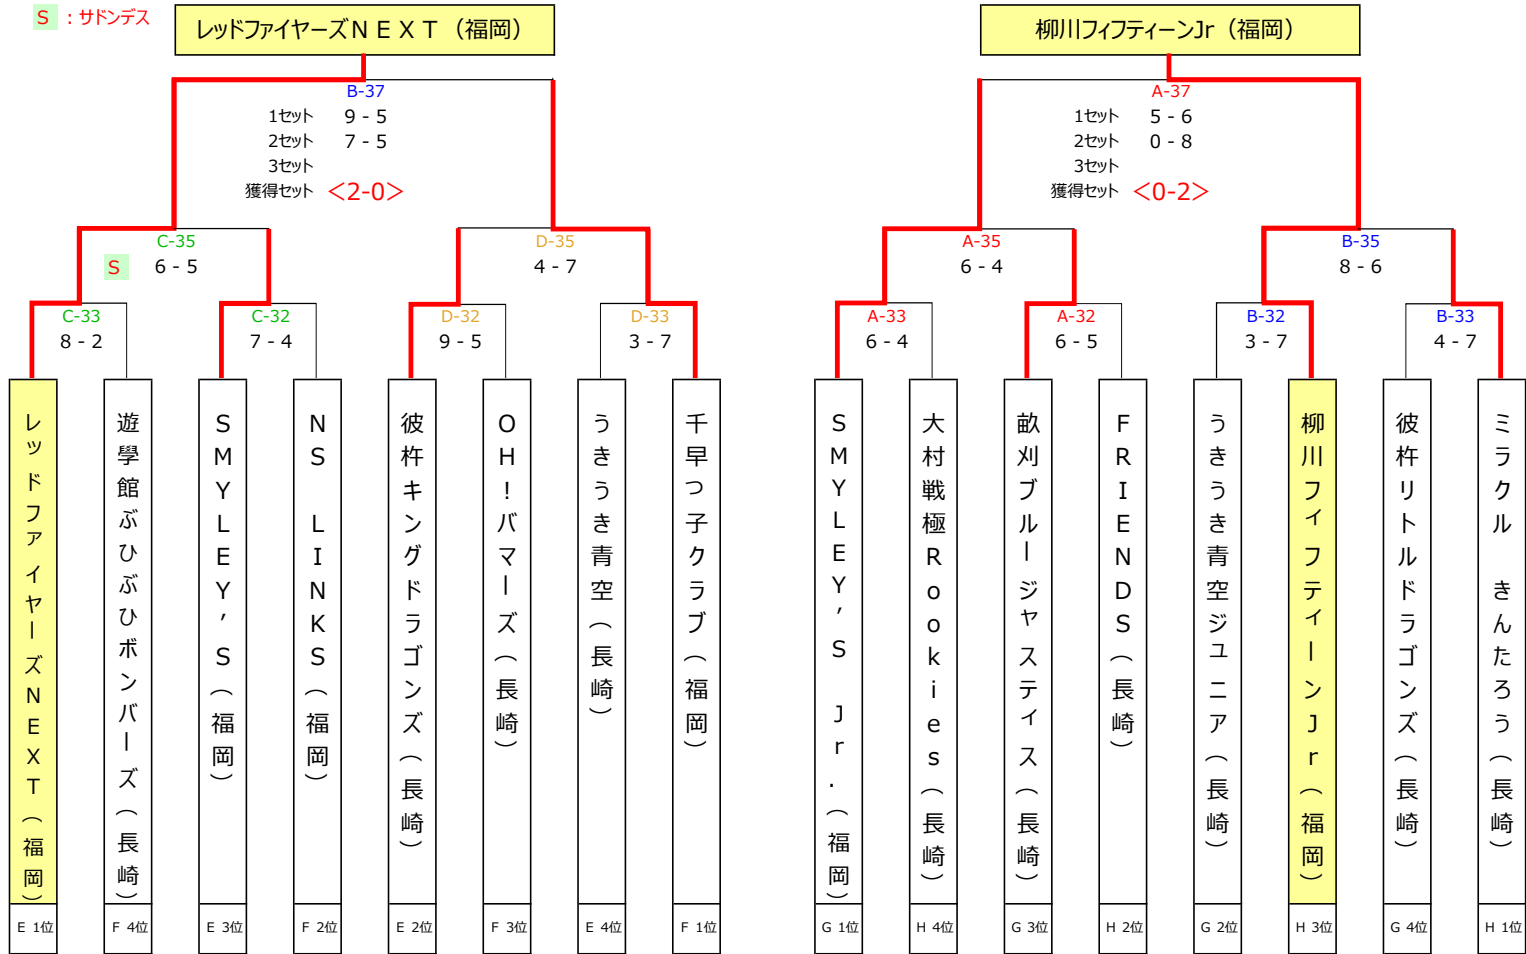 S ：サドンデス
レッドファイヤーズＮＥＸＴ（福岡）
柳川フィフティーンJr（福岡）
B-37
1セット 9 - 5
2セット 7 - 5
3セット
獲得セット <2-0>
A-37
1セット 5 - 6
2セット 0 - 8
3セット
獲得セット <0-2>
C-35
S 6 - 5
D-35
4 - 7
A-35
6 - 4
B-35
8 - 6
C-33
8 - 2
C-32
7 - 4
D-32
9 - 5
D-33
3 - 7
A-33
6 - 4
A-32
6 - 5
B-32
3 - 7
B-33
4 - 7
レッドファイヤーズＮＥＸＴ（福岡）
遊學館ぶひぶひボンバーズ（長崎）
ＳＭＹＬＥＹ’Ｓ（福岡）
ＮＳ　ＬＩＮＫＳ（福岡）
彼杵キングドラゴンズ（長崎）
ＯＨ！バマーズ（長崎）
うきうき青空（長崎）
千早っ子クラブ（福岡）
ＳＭＹＬＥＹ’Ｓ　Ｊｒ．（福岡）
大村戦極Ｒｏｏｋｉｅｓ（長崎）
畝刈ブルージャスティス（長崎）
ＦＲＩＥＮＤＳ（長崎）
うきうき青空ジュニア（長崎）
柳川フィフティーンＪｒ（福岡）
彼杵リトルドラゴンズ（長崎）
ミラクル　きんたろう（長崎）
E 1位
F 4位
E 3位
F 2位
E 2位
F 3位
E 4位
F 1位
G 1位
H 4位
G 3位
H 2位
G 2位
H 3位
G 4位
H 1位